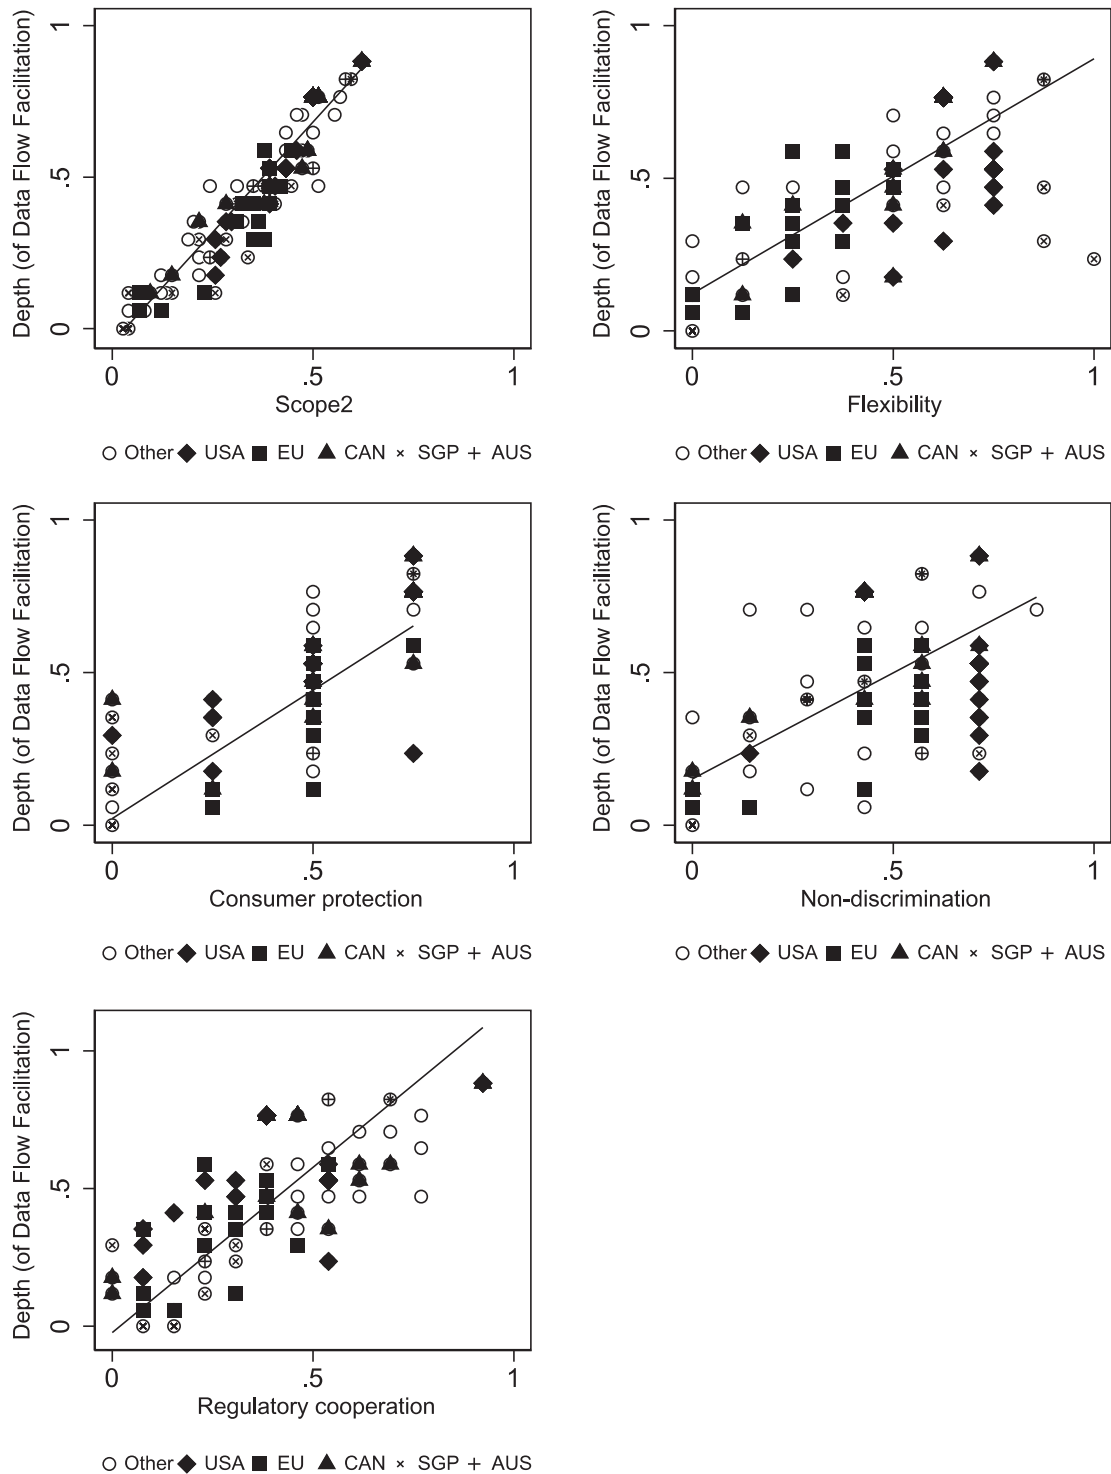 Depth (of Data Flow Facilitation)
1
.5
0
0 .5 1
Scope2
Other USA EU CAN × SGP + AUS
Depth (of Data Flow Facilitation)
1
.5
0
0 .5 1
Flexibility
Other USA EU CAN × SGP + AUS
Depth (of Data Flow Facilitation)
1
.5
0
0 .5 1
Consumer protection
Other USA EU CAN × SGP + AUS
Depth (of Data Flow Facilitation)
1
.5
0
0 .5 1
Non-discrimination
Other USA EU CAN × SGP + AUS
Depth (of Data Flow Facilitation)
1
.5
0
0 .5 1
Regulatory cooperation
Other USA EU CAN × SGP + AUS